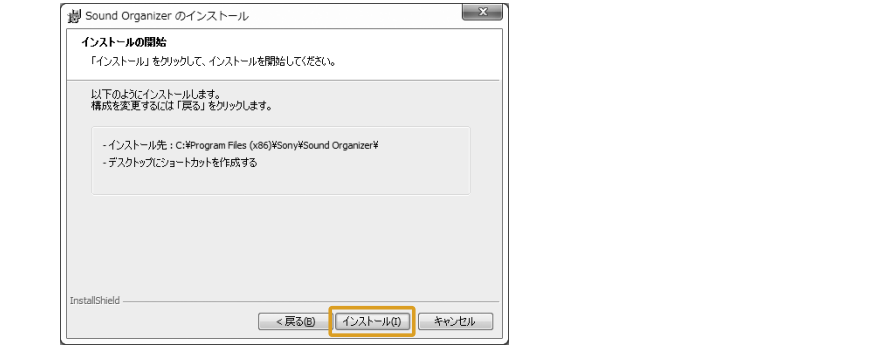 Sound Organizer のインストール
インストールの開始
「インストール」をクリックして、インストールを開始してください。
以下のようにインストールします。
構成を変更するには「戻る」をクリックします。
- インストール先 : C:¥Program Files (x86)¥Sony¥Sound Organizer¥
- デスクトップにショートカットを作成する
InstallShield
< 戻る(B)
インストール(I)
キャンセル